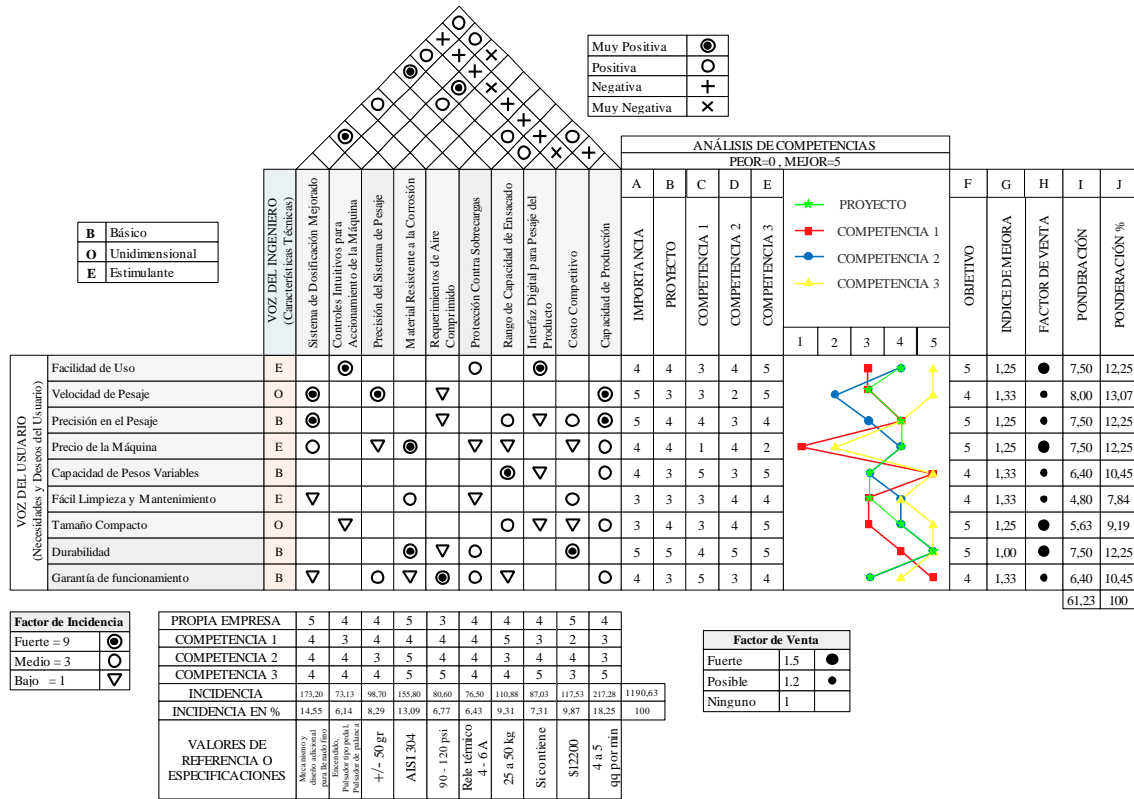 Muy Positiva
Positiva
Negativa
Muy Negativa
B Básico
O Unidimensional
E Estimulante
VOZ DEL INGENIERO
(Características Técnicas)
Sistema de Dosificación Mejorado
Controles Intuitivos para
Accionamiento de la Máquina
Precisión del Sistema de Pesaje
Material Resistente a la Corrosión
Requerimientos de Aire
Comprimido
Protección Contra Sobrecargas
Rango de Capacidad de Ensacado
Interfaz Digital para Pesaje del
Producto
Costo Competitivo
Capacidad de Producción
ANÁLISIS DE COMPETENCIAS
PEOR=0 , MEJOR=5
A B C D E F G H I J
IMPORTANCIA
PROYECTO
COMPETENCIA 1
COMPETENCIA 2
COMPETENCIA 3
PROYECTO
COMPETENCIA 1
COMPETENCIA 2
COMPETENCIA 3
1 2 3 4 5
OBJETIVO
INDICE DE MEJORA
FACTOR DE VENTA
PONDERACIÓN
PONDERACIÓN %
VOZ DEL USUARIO
(Necesidades y Deseos del Usuario)
Facilidad de Uso E 4 4 3 4 5 5 1,25 7,50 12,25
Velocidad de Pesaje O 5 3 3 2 5 4 1,33 8,00 13,07
Precisión en el Pesaje B 5 4 4 3 4 5 1,25 7,50 12,25
Precio de la Máquina E 4 4 1 4 2 5 1,25 7,50 12,25
Capacidad de Pesos Variables B 4 3 5 3 5 4 1,33 6,40 10,45
Fácil Limpieza y Mantenimiento E 3 3 3 4 4 4 1,33 4,80 7,84
Tamaño Compacto O 3 4 3 4 5 5 1,25 5,63 9,19
Durabilidad B 5 5 4 5 5 5 1,00 7,50 12,25
Garantía de funcionamiento B 4 3 5 3 4 4 1,33 6,40 10,45
61,23 100
Factor de Incidencia
Fuerte = 9
Medio = 3
Bajo = 1
PROPIA EMPRESA 5 4 4 5 3 4 4 4 5 4
COMPETENCIA 1 4 3 4 4 4 4 5 3 2 3
COMPETENCIA 2 4 4 3 5 4 4 3 4 4 3
COMPETENCIA 3 4 4 4 5 5 4 4 5 3 5
INCIDENCIA 173,20 73,13 98,70 155,80 80,60 76,50 110,88 87,03 117,53 217,28 1190,63
INCIDENCIA EN % 14,55 6,14 8,29 13,09 6,77 6,43 9,31 7,31 9,87 18,25 100
VALORES DE
REFERENCIA O
ESPECIFICACIONES
Mecanismo y
diseño adicional
para llenado fino
Encendido,
Pulsador tipo pedal,
Pulsador de palanca
+/- 50 gr
AISI 304
90 - 120 psi
Rele térmico
4 - 6 A
25 a 50 kg
Si contiene
$12200
4 a 5
qq por min
Factor de Venta
Fuerte 1.5
Posible 1.2
Ninguno 1